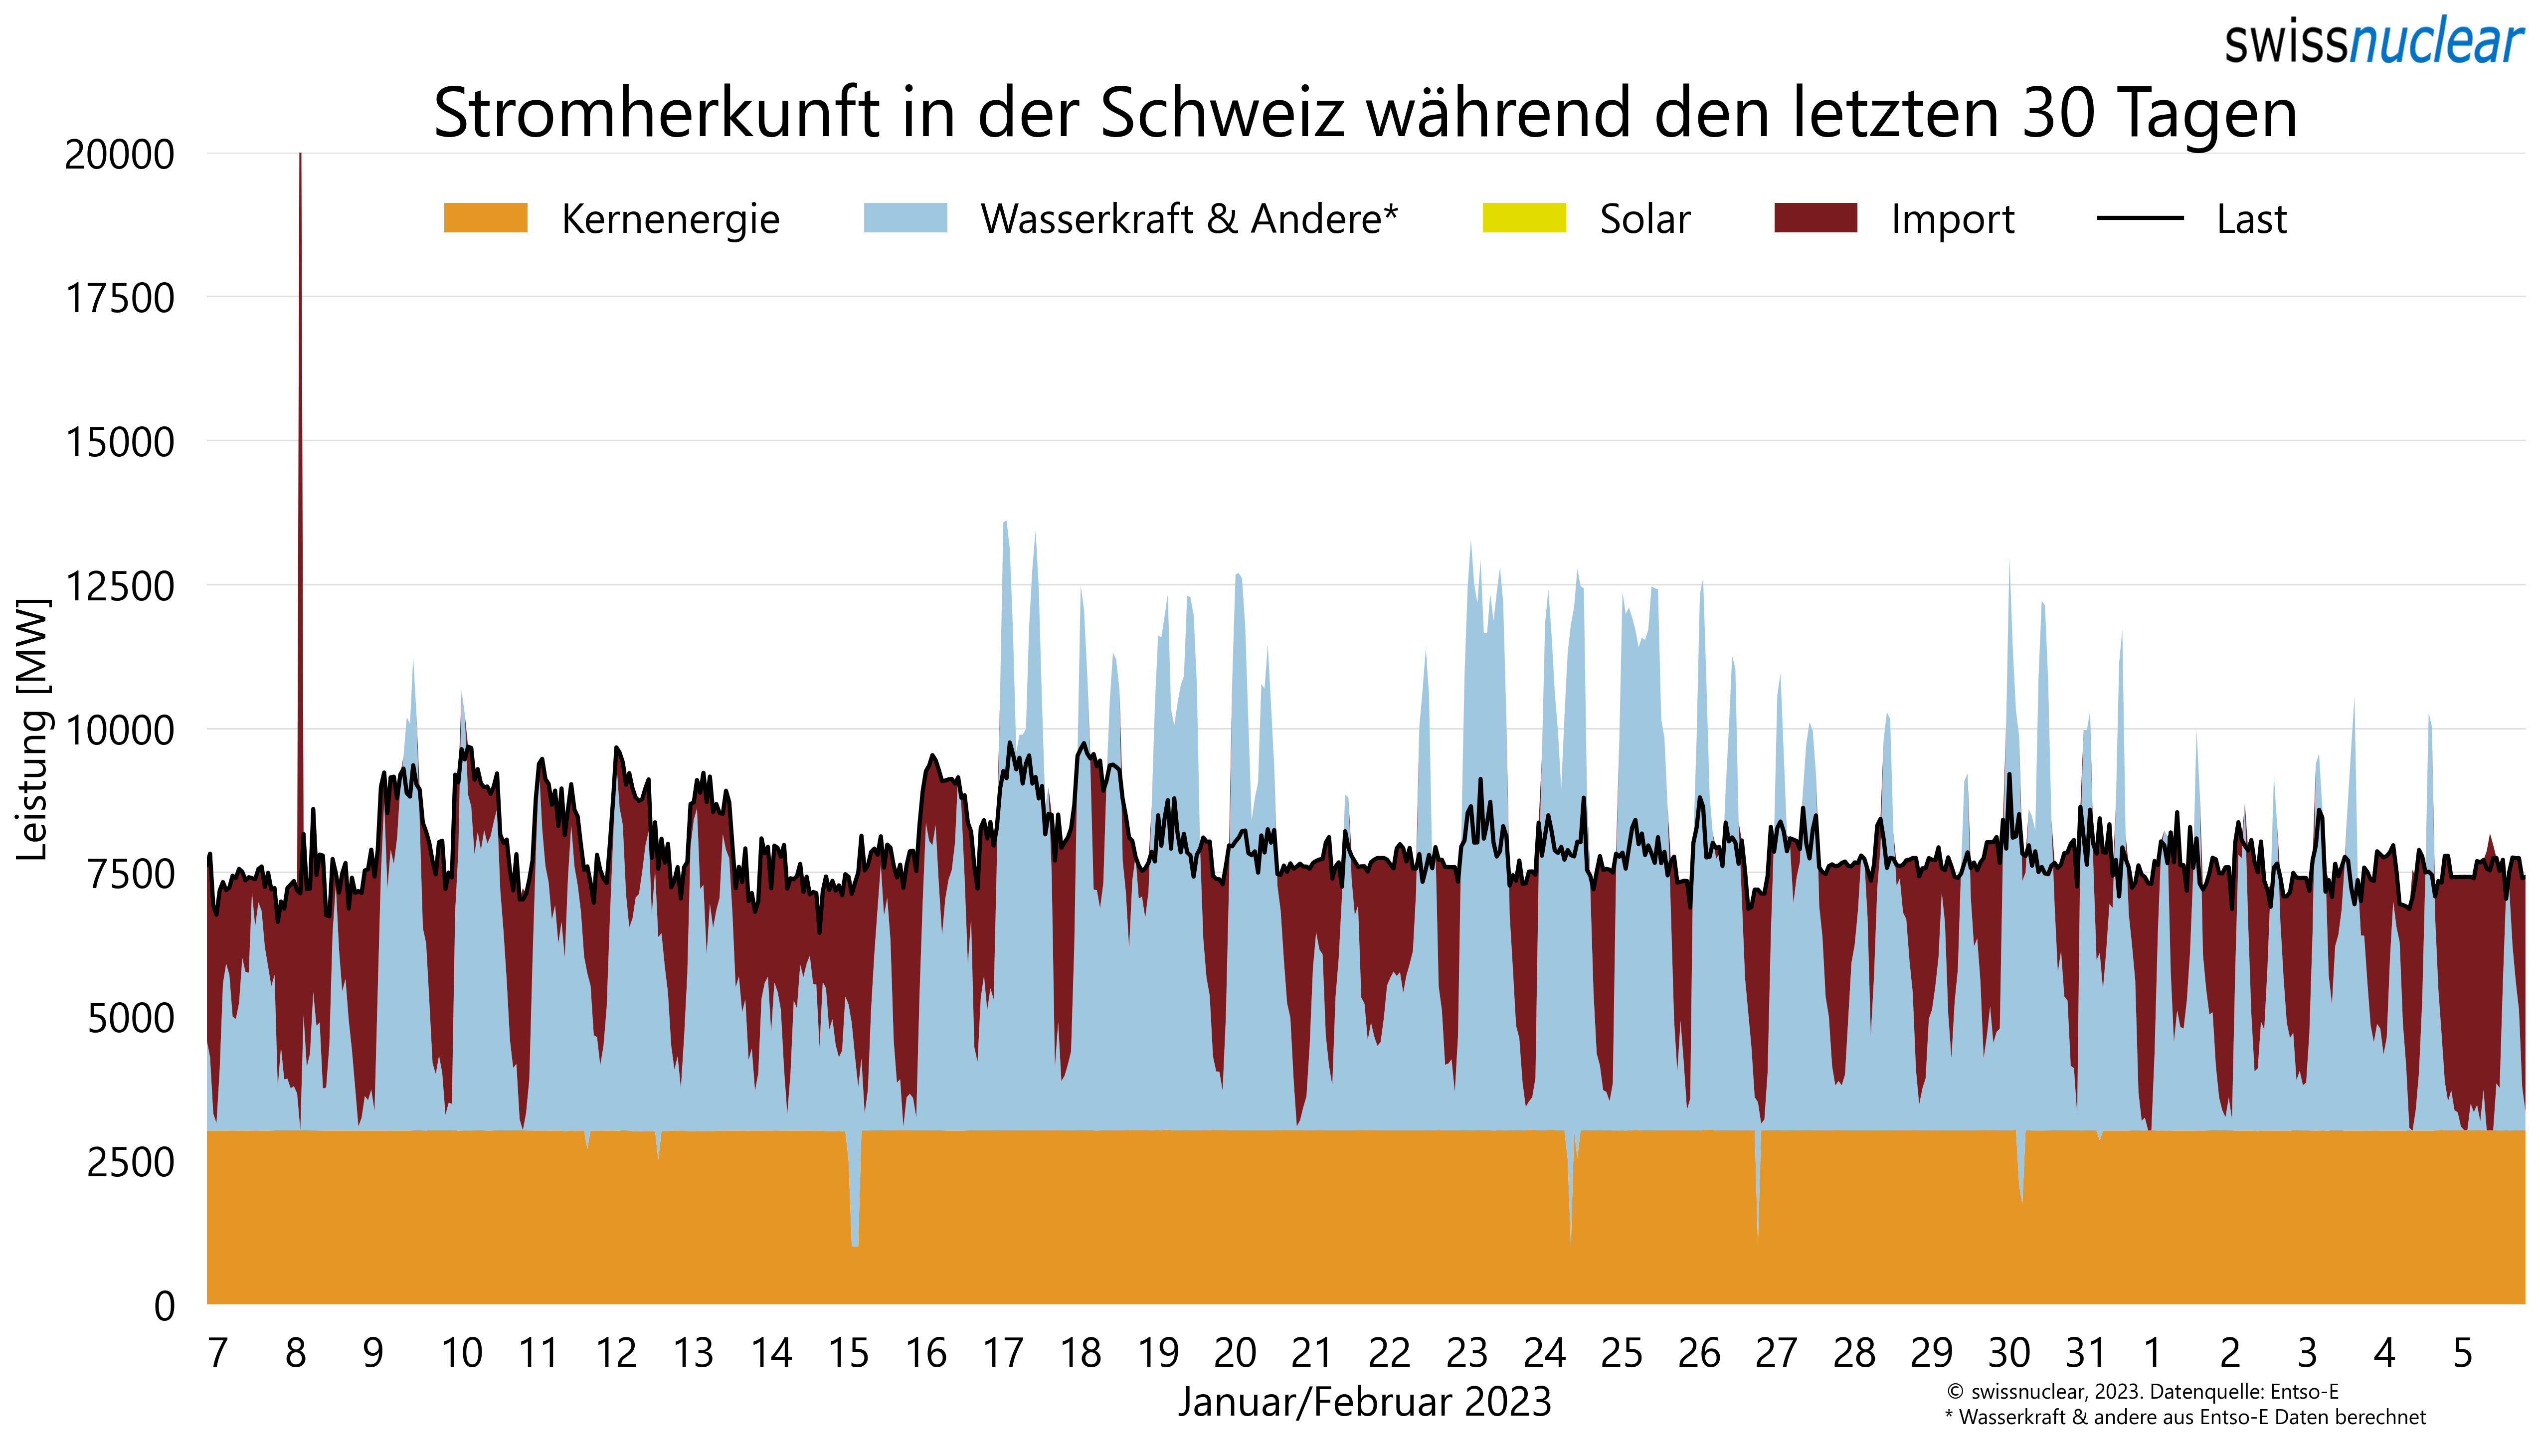 swissnuclear
Stromherkunft in der Schweiz während den letzten 30 Tagen
20000
Kernenergie Wasserkraft & Andere* Solar Import Last
17500
15000
12500
10000
7500
5000
2500
0
Leistung [MW]
7 8 9 10 11 12 13 14 15 16 17 18 19 20 21 22 23 24 25 26 27 28 29 30 31 1 2 3 4 5
Januar/Februar 2023
© swissnuclear, 2023. Datenquelle: Entso-E
* Wasserkraft & andere aus Entso-E Daten berechnet